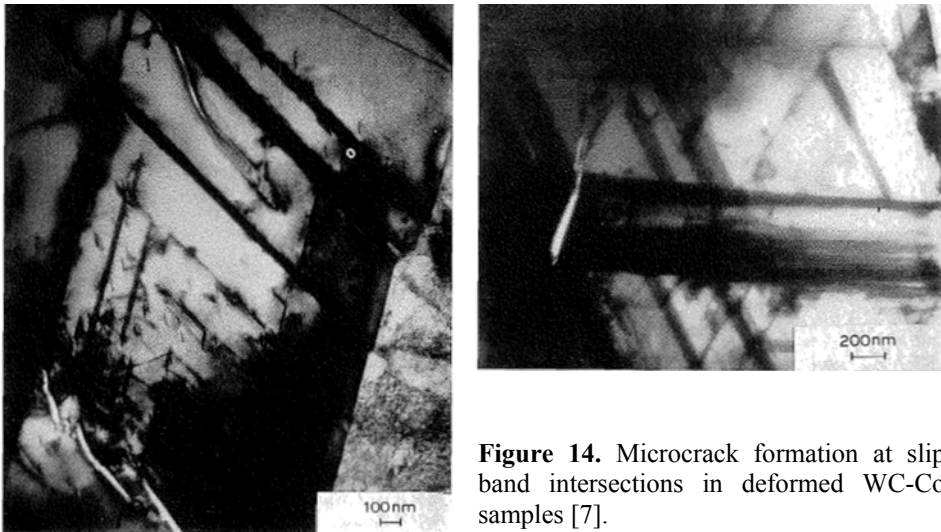 100nm
200nm
Figure 14. Microcrack formation at slip
band intersections in deformed WC-Co
samples [7].